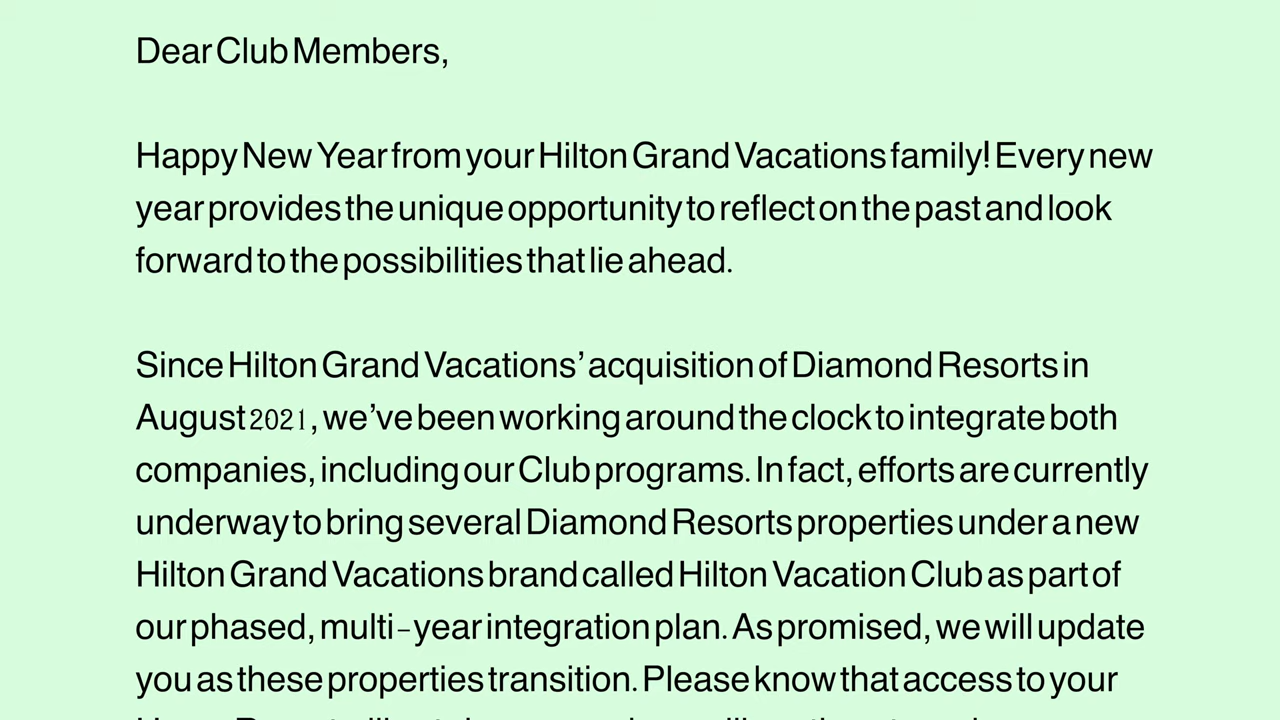 Dear Club Members,
Happy New Year from your Hilton Grand Vacations family! Every new
year provides the unique opportunity to reflect on the past and look
forward to the possibilities that lie ahead.
Since Hilton Grand Vacations’ acquisition of Diamond Resorts in
August 2021, we’ve been working around the clock to integrate both
companies, including our Club programs. In fact, efforts are currently
underway to bring several Diamond Resorts properties under a new
Hilton Grand Vacations brand called Hilton Vacation Club as part of
our phased, multi-year integration plan. As promised, we will update
you as these properties transition. Please know that access to your